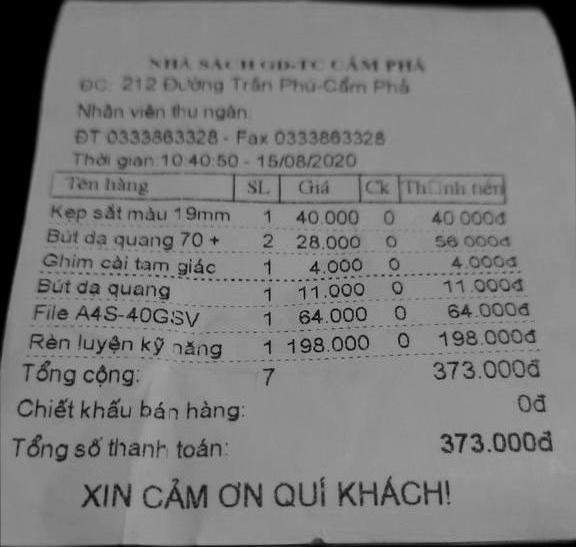 NHÀ SÁCH GD-TC CẨM PHẢ
ĐC: 212 Đường Trần Phú-Cẩm Phả
Nhân viên thu ngân:
ĐT 0333863328 - Fax 0333863328
Thời gian:10:40:50 - 15/08/2020
Tên hàng SL Giá Ck Th□nh tiền
Kẹp sắt màu 19mm 1 40.000 0 40.000đ
Bút dạ quang 70 + 2 28.000 0 56.000đ
Ghim cài tam giác 1 4.000 0 4.000đ
Bút dạ quang 1 11.000 0 11.000đ
File A4S-40GSV 1 64.000 0 64.000đ
Rèn luyện kỹ năng 1 198.000 0 198.000đ
Tổng cộng: 7 373.000đ
Chiết khấu bán hàng: 0đ
Tổng số thanh toán: 373.000đ
XIN CẢM ƠN QUÍ KHÁCH!